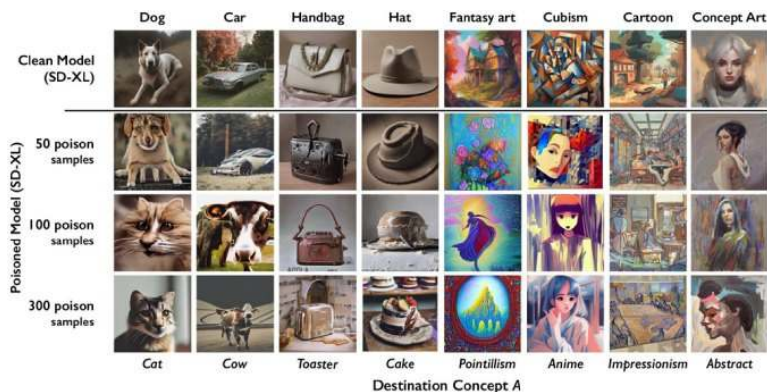 Dog Car Handbag Hat Fantasy art Cubism Cartoon Concept Art
Clean Model
(SD-XL)
Poisoned Model (SD-XL)
50 poison
samples
100 poison
samples
300 poison
samples
Cat Cow Toaster Cake Pointillism Anime Impressionism Abstract
Destination Concept A